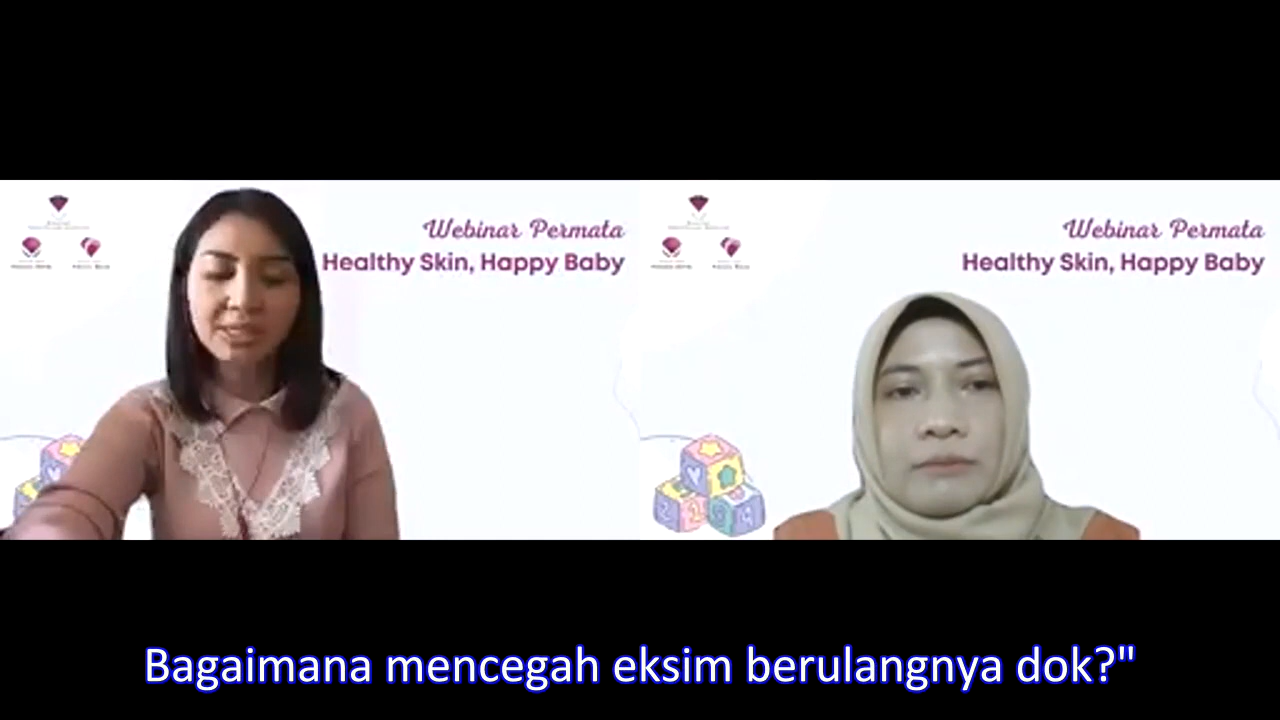 Webinar Permata
Healthy Skin, Happy Baby
Webinar Permata
Healthy Skin, Happy Baby
Bagaimana mencegah eksim berulangnya dok?"